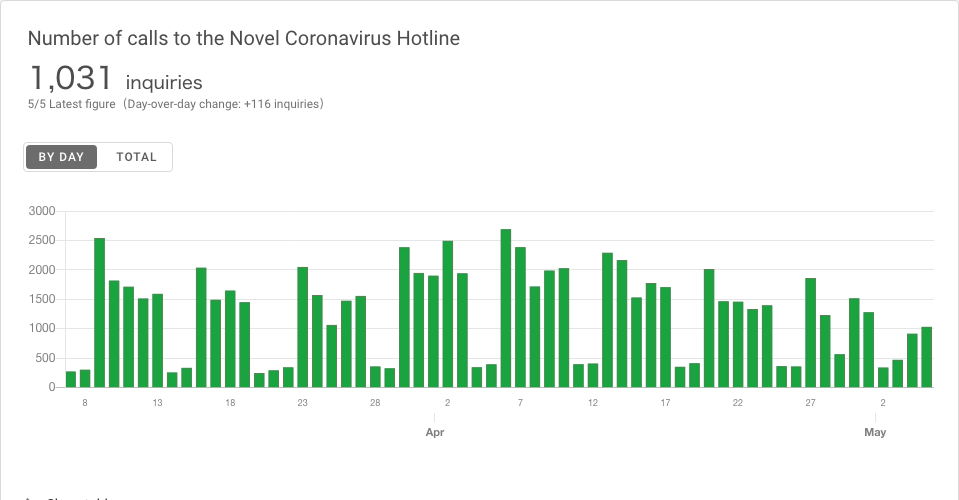 Number of calls to the Novel Coronavirus Hotline
1,031 inquiries
5/5 Latest figure（Day-over-day change: +116 inquiries）
BY DAY TOTAL
3000
2500
2000
1500
1000
500
0
8 13 18 23 28 2 7 12 17 22 27 2
Apr May